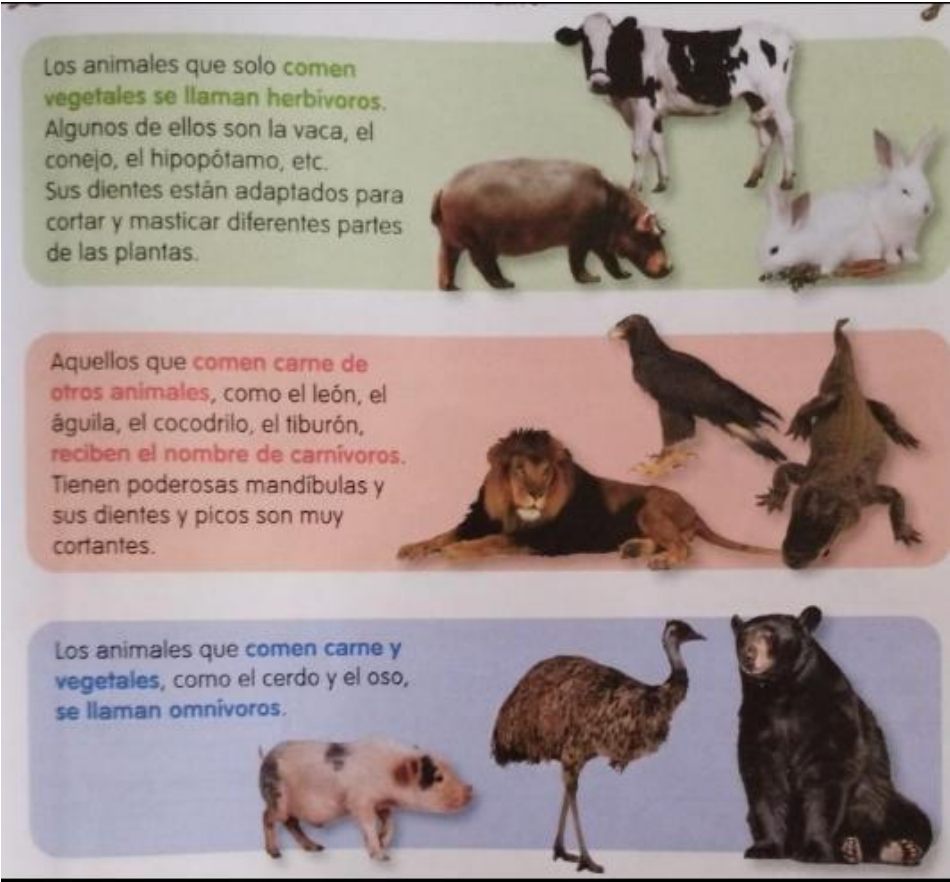 Los animales que solo comen
vegetales se llaman herbívoros.
Algunos de ellos son la vaca, el
conejo, el hipopótamo, etc.
Sus dientes están adaptados para
cortar y masticar diferentes partes
de las plantas.
Aquellos que comen carne de
otros animales, como el león, el
águila, el cocodrilo, el tiburón,
reciben el nombre de carnívoros.
Tienen poderosas mandíbulas y
sus dientes y picos son muy
cortantes.
Los animales que comen carne y
vegetales, como el cerdo y el oso,
se llaman omnívoros.